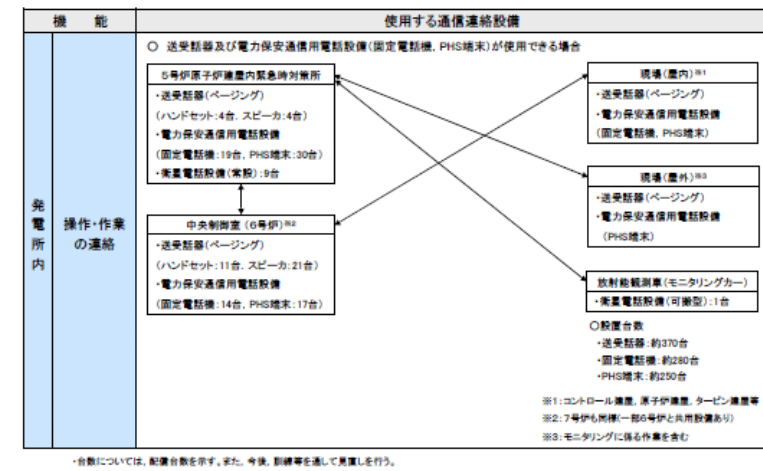 機　能
使用する通信連絡設備
発電所内
操作・作業
の連絡
○ 送受話器及び電力保安通信用電話設備(固定電話機，PHS端末)が使用できる場合
5号炉原子炉建屋内緊急時対策所
・送受話器(ページング)
(ハンドセット:4台，スピーカ:4台)
・電力保安通信用電話設備
(固定電話機:19台，PHS端末:30台)
・衛星電話設備(常設):9台
中央制御室 (6号炉)※2
・送受話器(ページング)
(ハンドセット:11台，スピーカ:21台)
・電力保安通信用電話設備
(固定電話機:14台，PHS端末:17台)
現場(屋内)※1
・送受話器(ページング)
・電力保安通信用電話設備
(固定電話機，PHS端末)
現場(屋外)※3
・送受話器(ページング)
・電力保安通信用電話設備
(PHS端末)
放射能観測車(モニタリングカー)
・衛星電話設備(可搬型):1台
○設置台数
・送受話器:約370台
・固定電話機:約280台
・PHS端末:約250台
※1:コントロール建屋，原子炉建屋，タービン建屋等
※2:7号炉も同様(一部6号炉と共用設備あり)
※3:モニタリングに係る作業を含む
・台数については，配備台数を示す。また，今後，訓練等を通して見直しを行う。